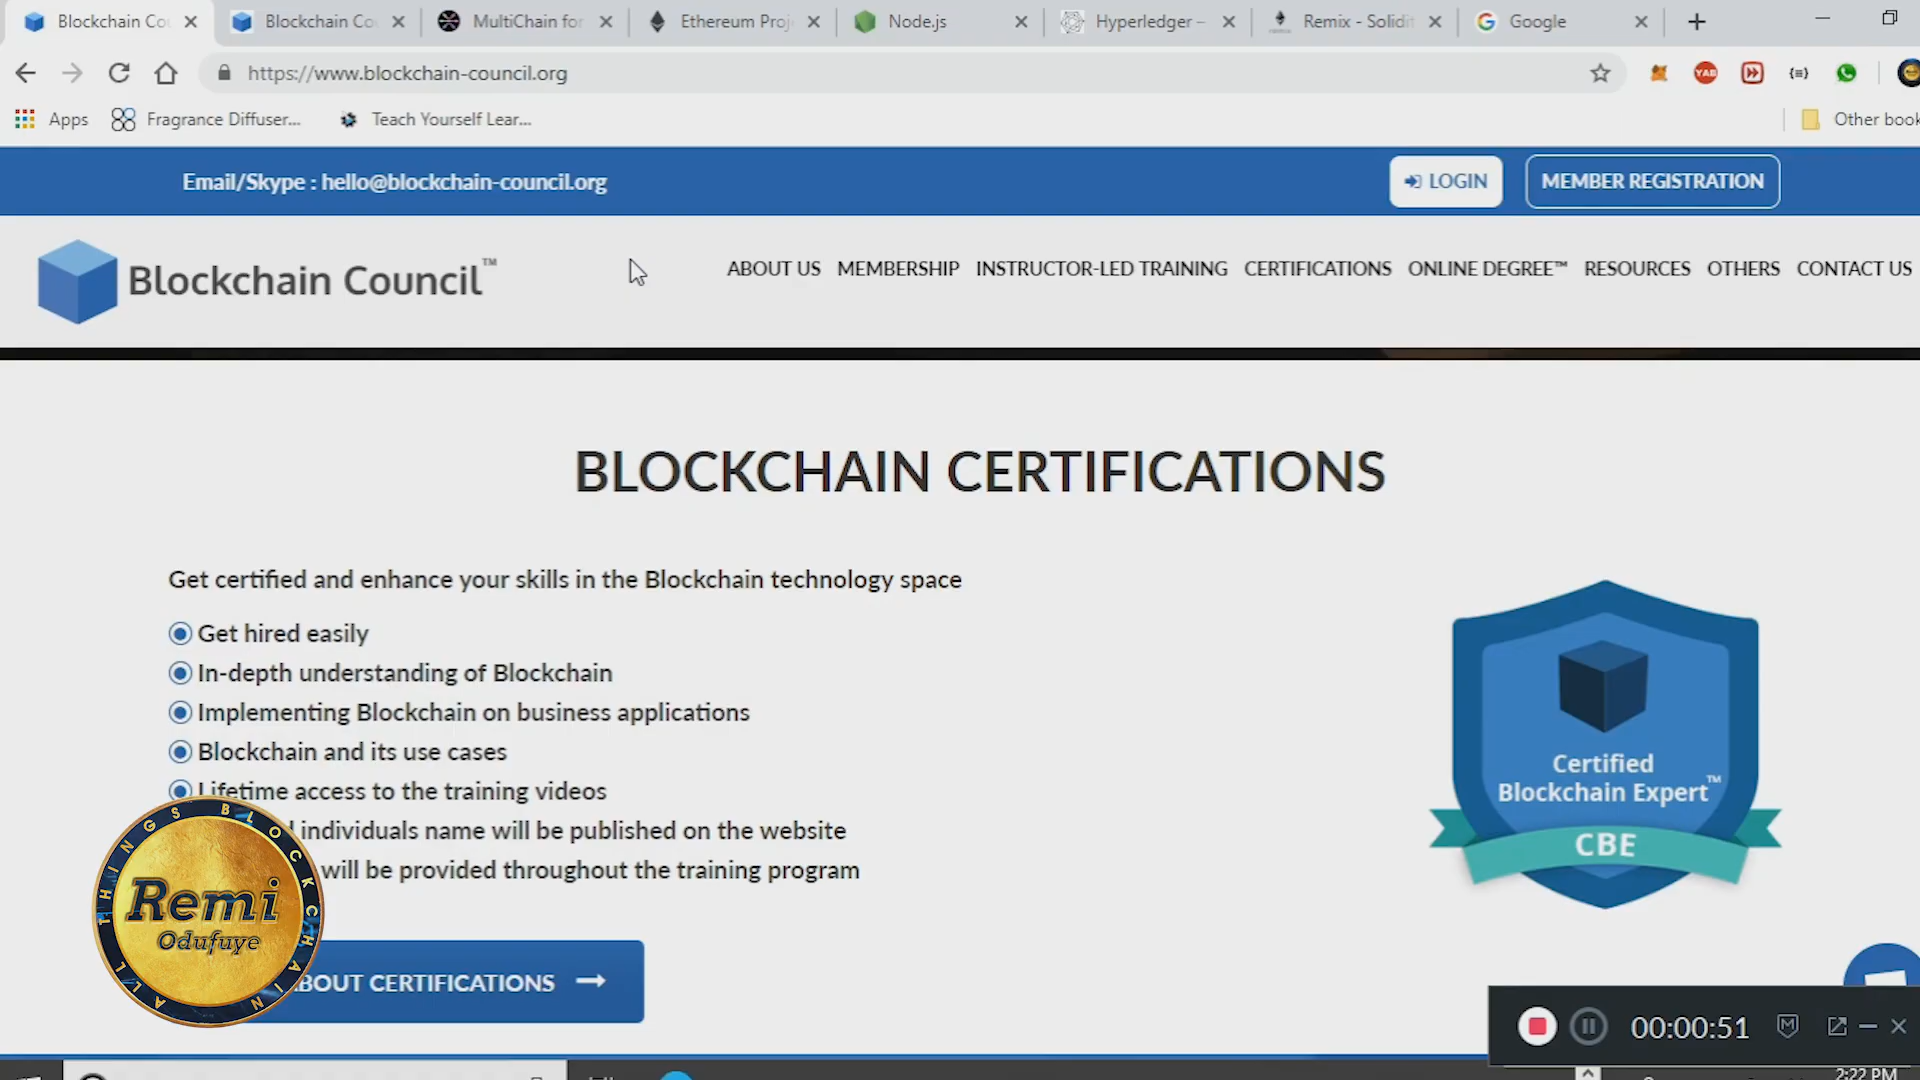 Blockchain Cou
Blockchain Co
MultiChain for
Ethereum Proj
Node.js
Hyperledger –
Remix - Solidit
Google
https://www.blockchain-council.org
YAB
Apps
Fragrance Diffuser...
Teach Yourself Lear...
Other book
Email/Skype : hello@blockchain-council.org
LOGIN
MEMBER REGISTRATION
Blockchain Council™
ABOUT US
MEMBERSHIP
INSTRUCTOR-LED TRAINING
CERTIFICATIONS
ONLINE DEGREE™
RESOURCES
OTHERS
CONTACT US
BLOCKCHAIN CERTIFICATIONS
Get certified and enhance your skills in the Blockchain technology space
Get hired easily
In-depth understanding of Blockchain
Implementing Blockchain on business applications
Blockchain and its use cases
Lifetime access to the training videos
individuals name will be published on the website
will be provided throughout the training program
Certified
Blockchain Expert™
CBE
ALL THINGS BLOCKCHAIN
Remi
Odufuye
BOUT CERTIFICATIONS
00:00:51
2:22 PM